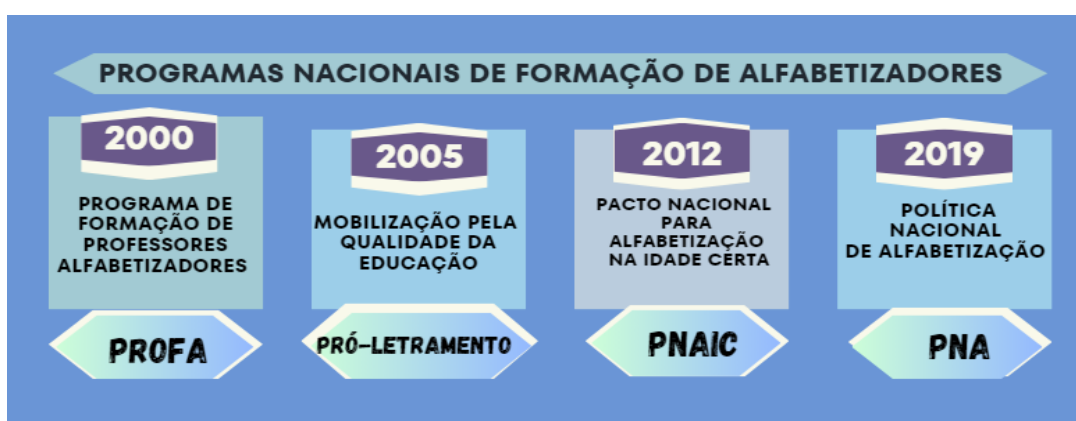 PROGRAMAS NACIONAIS DE FORMAÇÃO DE ALFABETIZADORES
2000
PROGRAMA DE
FORMAÇÃO DE
PROFESSORES
ALFABETIZADORES
PROFA
2005
MOBILIZAÇÃO PELA
QUALIDADE DA
EDUCAÇÃO
PRÓ-LETRAMENTO
2012
PACTO NACIONAL
PARA
ALFABETIZAÇÃO
NA IDADE CERTA
PNAIC
2019
POLÍTICA
NACIONAL
DE ALFABETIZAÇÃO
PNA